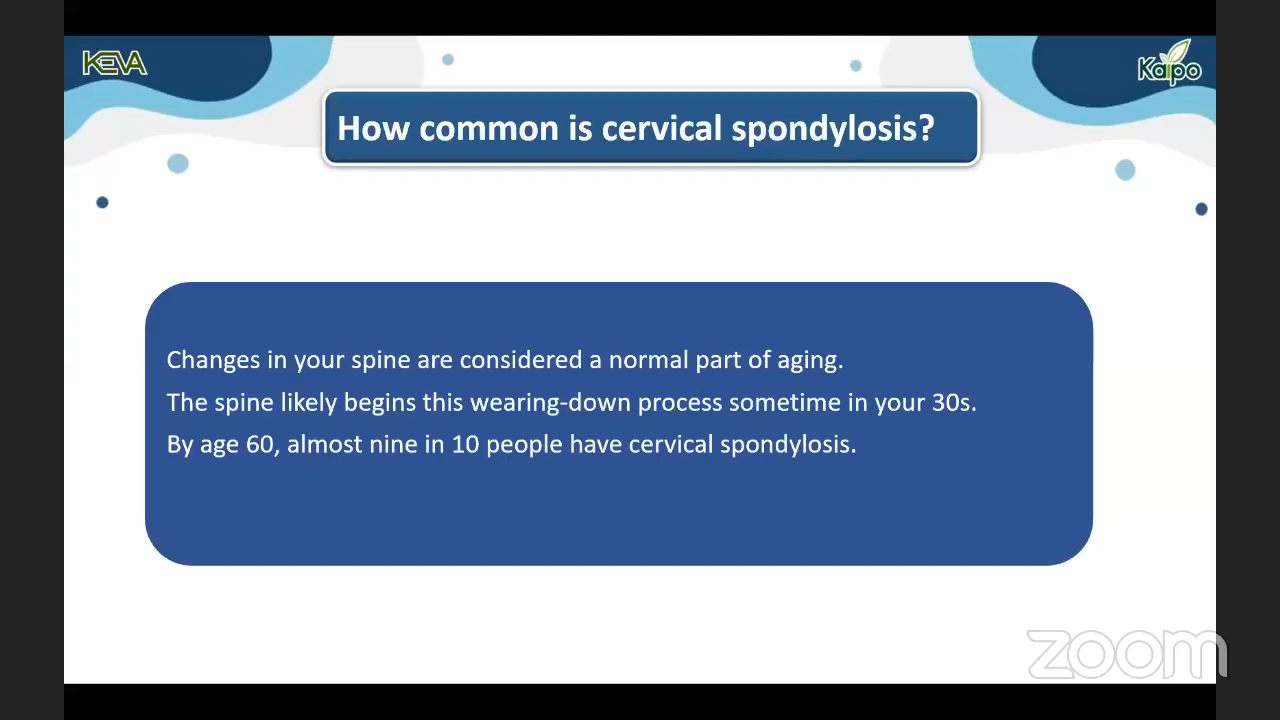 KEVA
Kaipo
How common is cervical spondylosis?
Changes in your spine are considered a normal part of aging.
The spine likely begins this wearing-down process sometime in your 30s.
By age 60, almost nine in 10 people have cervical spondylosis.
zoom